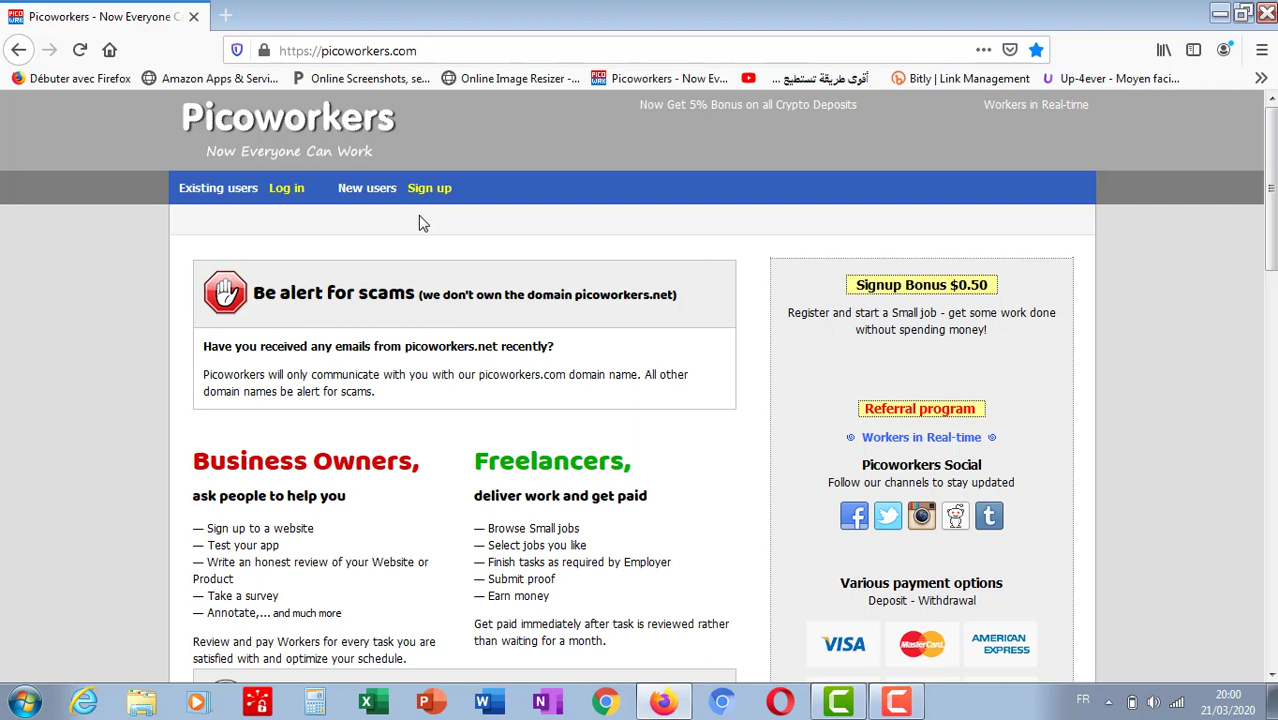 Picoworkers - Now Everyone C
https://picoworkers.com
Débuter avec Firefox
Amazon Apps & Servi...
Online Screenshots, se...
Online Image Resizer -...
Picoworkers - Now Ev...
أقوى طريقة تستطيع ...
Bitly | Link Management
Up-4ever - Moyen faci...
Picoworkers
Now Everyone Can Work
Now Get 5% Bonus on all Crypto Deposits
Workers in Real-time
Existing users Log in New users Sign up
Be alert for scams (we don't own the domain picoworkers.net)
Have you received any emails from picoworkers.net recently?
Picoworkers will only communicate with you with our picoworkers.com domain name. All other
domain names be alert for scams.
Business Owners,
ask people to help you
— Sign up to a website
— Test your app
— Write an honest review of your Website or
Product
— Take a survey
— Annotate,... and much more
Review and pay Workers for every task you are
satisfied with and optimize your schedule.
Freelancers,
deliver work and get paid
— Browse Small jobs
— Select jobs you like
— Finish tasks as required by Employer
— Submit proof
— Earn money
Get paid immediately after task is reviewed rather
than waiting for a month.
Signup Bonus $0.50
Register and start a Small job - get some work done
without spending money!
Referral program
Workers in Real-time
Picoworkers Social
Follow our channels to stay updated
Various payment options
Deposit - Withdrawal
VISA
MasterCard
AMERICAN
EXPRESS
FR
20:00
21/03/2020